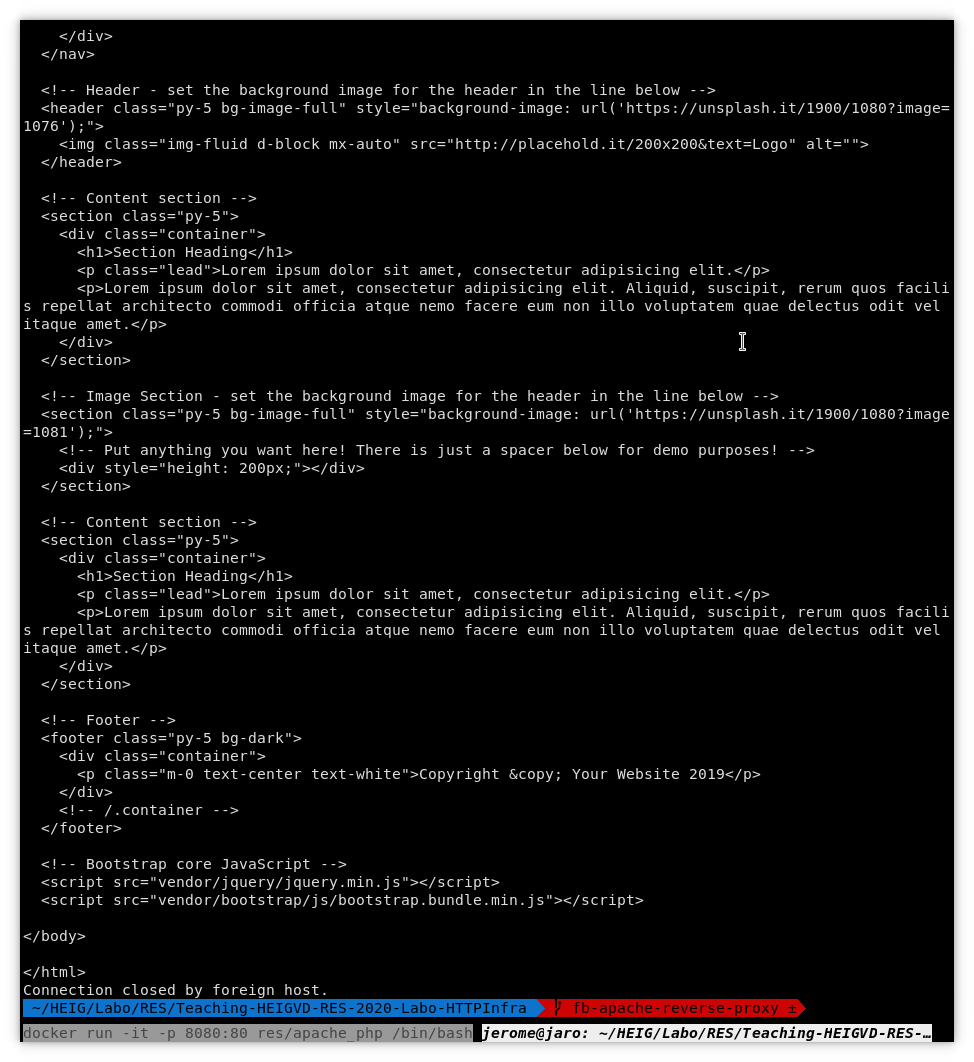 </div>
  </nav>

  <!-- Header - set the background image for the header in the line below -->
  <header class="py-5 bg-image-full" style="background-image: url('https://unsplash.it/1900/1080?image=
1076');">
    <img class="img-fluid d-block mx-auto" src="http://placehold.it/200x200&text=Logo" alt="">
  </header>

  <!-- Content section -->
  <section class="py-5">
    <div class="container">
      <h1>Section Heading</h1>
      <p class="lead">Lorem ipsum dolor sit amet, consectetur adipisicing elit.</p>
      <p>Lorem ipsum dolor sit amet, consectetur adipisicing elit. Aliquid, suscipit, rerum quos facili
s repellat architecto commodi officia atque nemo facere eum non illo voluptatem quae delectus odit vel 
itaque amet.</p>
    </div>
  </section>

  <!-- Image Section - set the background image for the header in the line below -->
  <section class="py-5 bg-image-full" style="background-image: url('https://unsplash.it/1900/1080?image
=1081');">
    <!-- Put anything you want here! There is just a spacer below for demo purposes! -->
    <div style="height: 200px;"></div>
  </section>

  <!-- Content section -->
  <section class="py-5">
    <div class="container">
      <h1>Section Heading</h1>
      <p class="lead">Lorem ipsum dolor sit amet, consectetur adipisicing elit.</p>
      <p>Lorem ipsum dolor sit amet, consectetur adipisicing elit. Aliquid, suscipit, rerum quos facili
s repellat architecto commodi officia atque nemo facere eum non illo voluptatem quae delectus odit vel 
itaque amet.</p>
    </div>
  </section>

  <!-- Footer -->
  <footer class="py-5 bg-dark">
    <div class="container">
      <p class="m-0 text-center text-white">Copyright &copy; Your Website 2019</p>
    </div>
    <!-- /.container -->
  </footer>

  <!-- Bootstrap core JavaScript -->
  <script src="vendor/jquery/jquery.min.js"></script>
  <script src="vendor/bootstrap/js/bootstrap.bundle.min.js"></script>

</body>

</html>
Connection closed by foreign host.
~/HEIG/Labo/RES/Teaching-HEIGVD-RES-2020-Labo-HTTPInfra fb-apache-reverse-proxy ±
docker run -it -p 8080:80 res/apache_php /bin/bash jerome@jaro: ~/HEIG/Labo/RES/Teaching-HEIGVD-RES-…